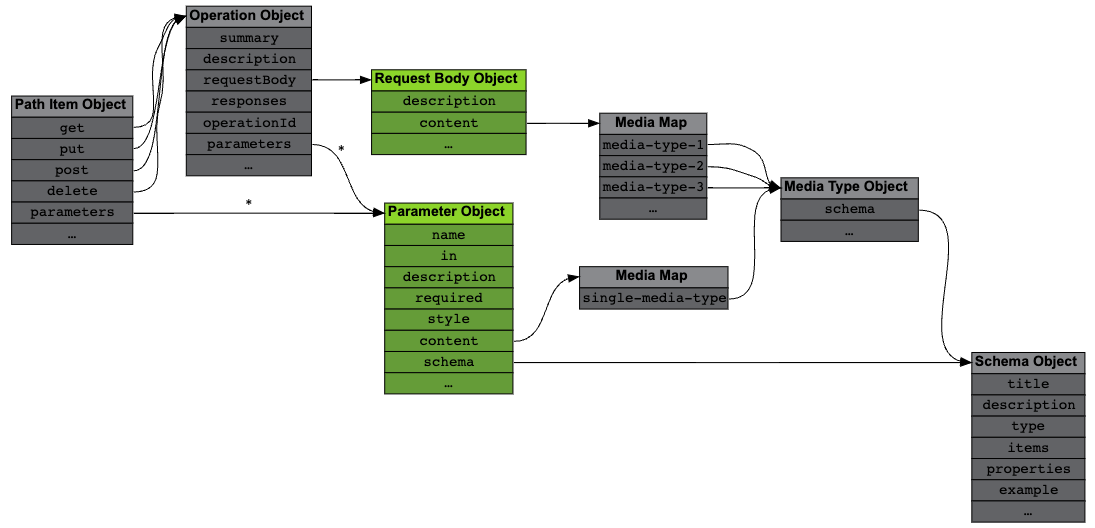 Operation Object
summary
description
requestBody
responses
operationId
parameters
...
Path Item Object
get
put
post
delete
parameters
...
*
*
Request Body Object
description
content
...
Parameter Object
name
in
description
required
style
content
schema
...
Media Map
media-type-1
media-type-2
media-type-3
...
Media Map
single-media-type
Media Type Object
schema
...
Schema Object
title
description
type
items
properties
example
...